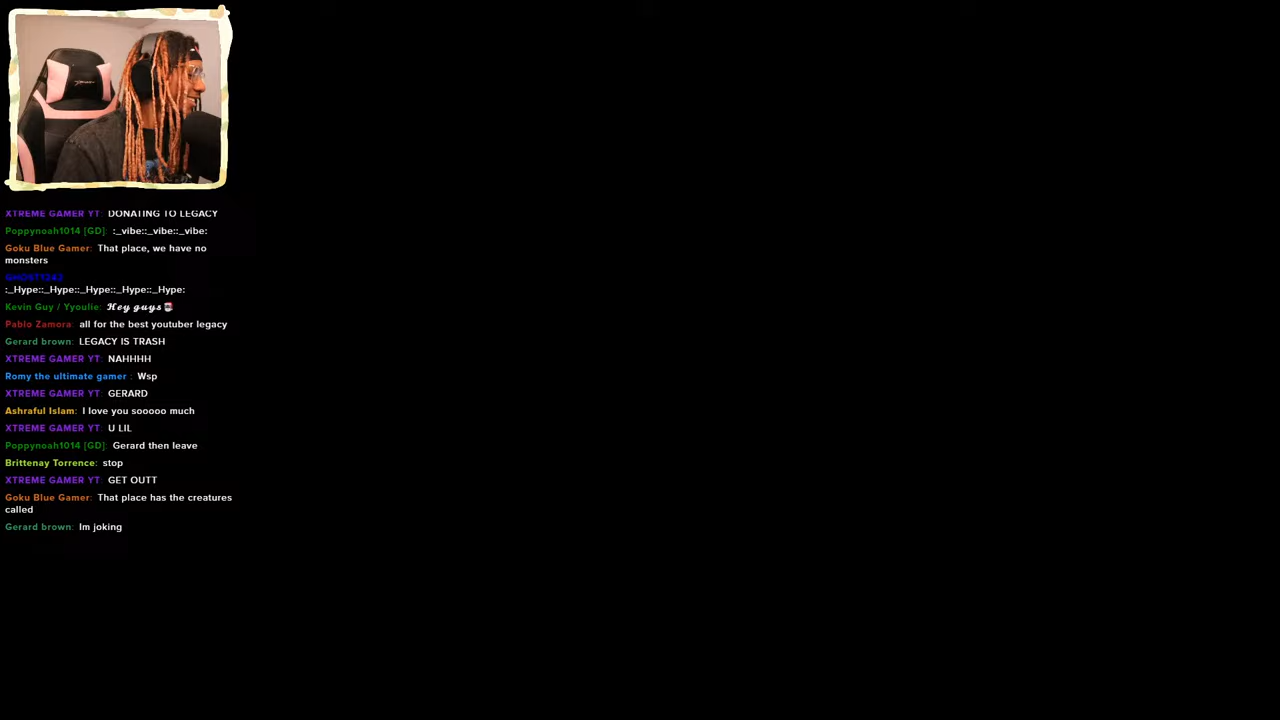 XTREME GAMER YT: DONATING TO LEGACY
Poppynoah1014 [GD]: :_vibe::_vibe::_vibe:
Goku Blue Gamer: That place, we have no
monsters
GHOST1242:
:_Hype::_Hype::_Hype::_Hype::_Hype:
Kevin Guy / Yyoulie: 𝓗𝓮𝔂 𝓰𝓾𝔂𝓼
Pablo Zamora: all for the best youtuber legacy
Gerard brown: LEGACY IS TRASH
XTREME GAMER YT: NAHHHH
Romy the ultimate gamer : Wsp
XTREME GAMER YT: GERARD
Ashraful Islam: I love you sooooo much
XTREME GAMER YT: U LIL
Poppynoah1014 [GD]: Gerard then leave
Brittenay Torrence: stop
XTREME GAMER YT: GET OUTT
Goku Blue Gamer: That place has the creatures
called
Gerard brown: Im joking